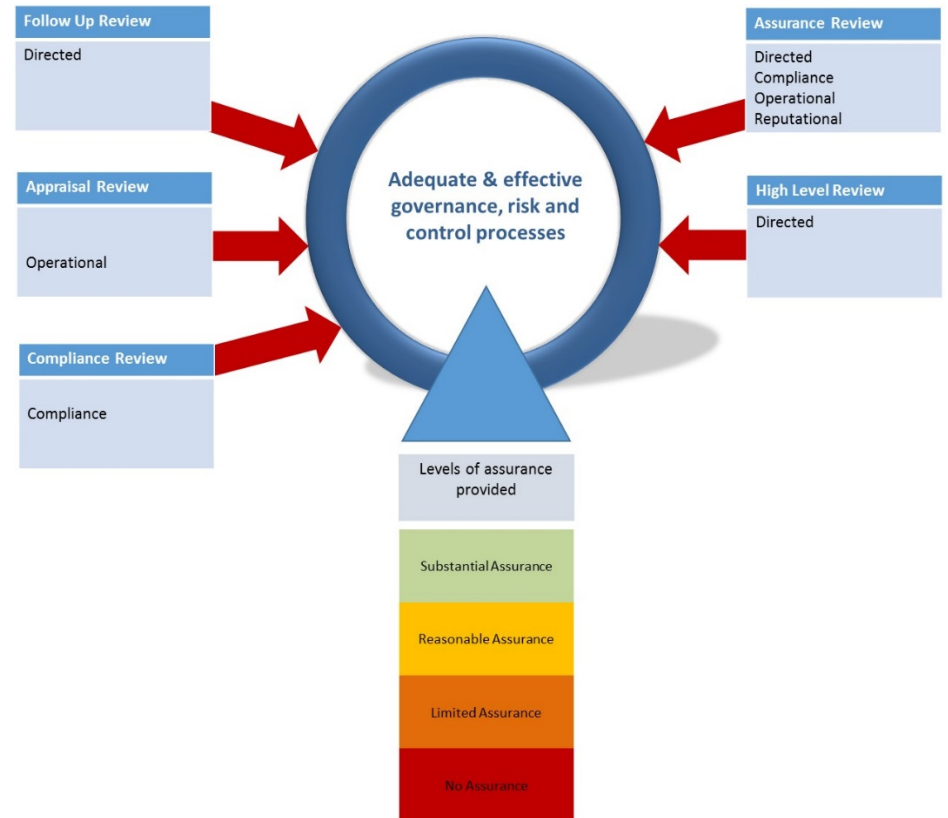 Follow Up Review
Directed
Appraisal Review
Operational
Compliance Review
Compliance
Adequate & effective
governance, risk and
control processes
Assurance Review
Directed
Compliance
Operational
Reputational
High Level Review
Directed
Levels of assurance
provided
Substantial Assurance
Reasonable Assurance
Limited Assurance
No Assurance